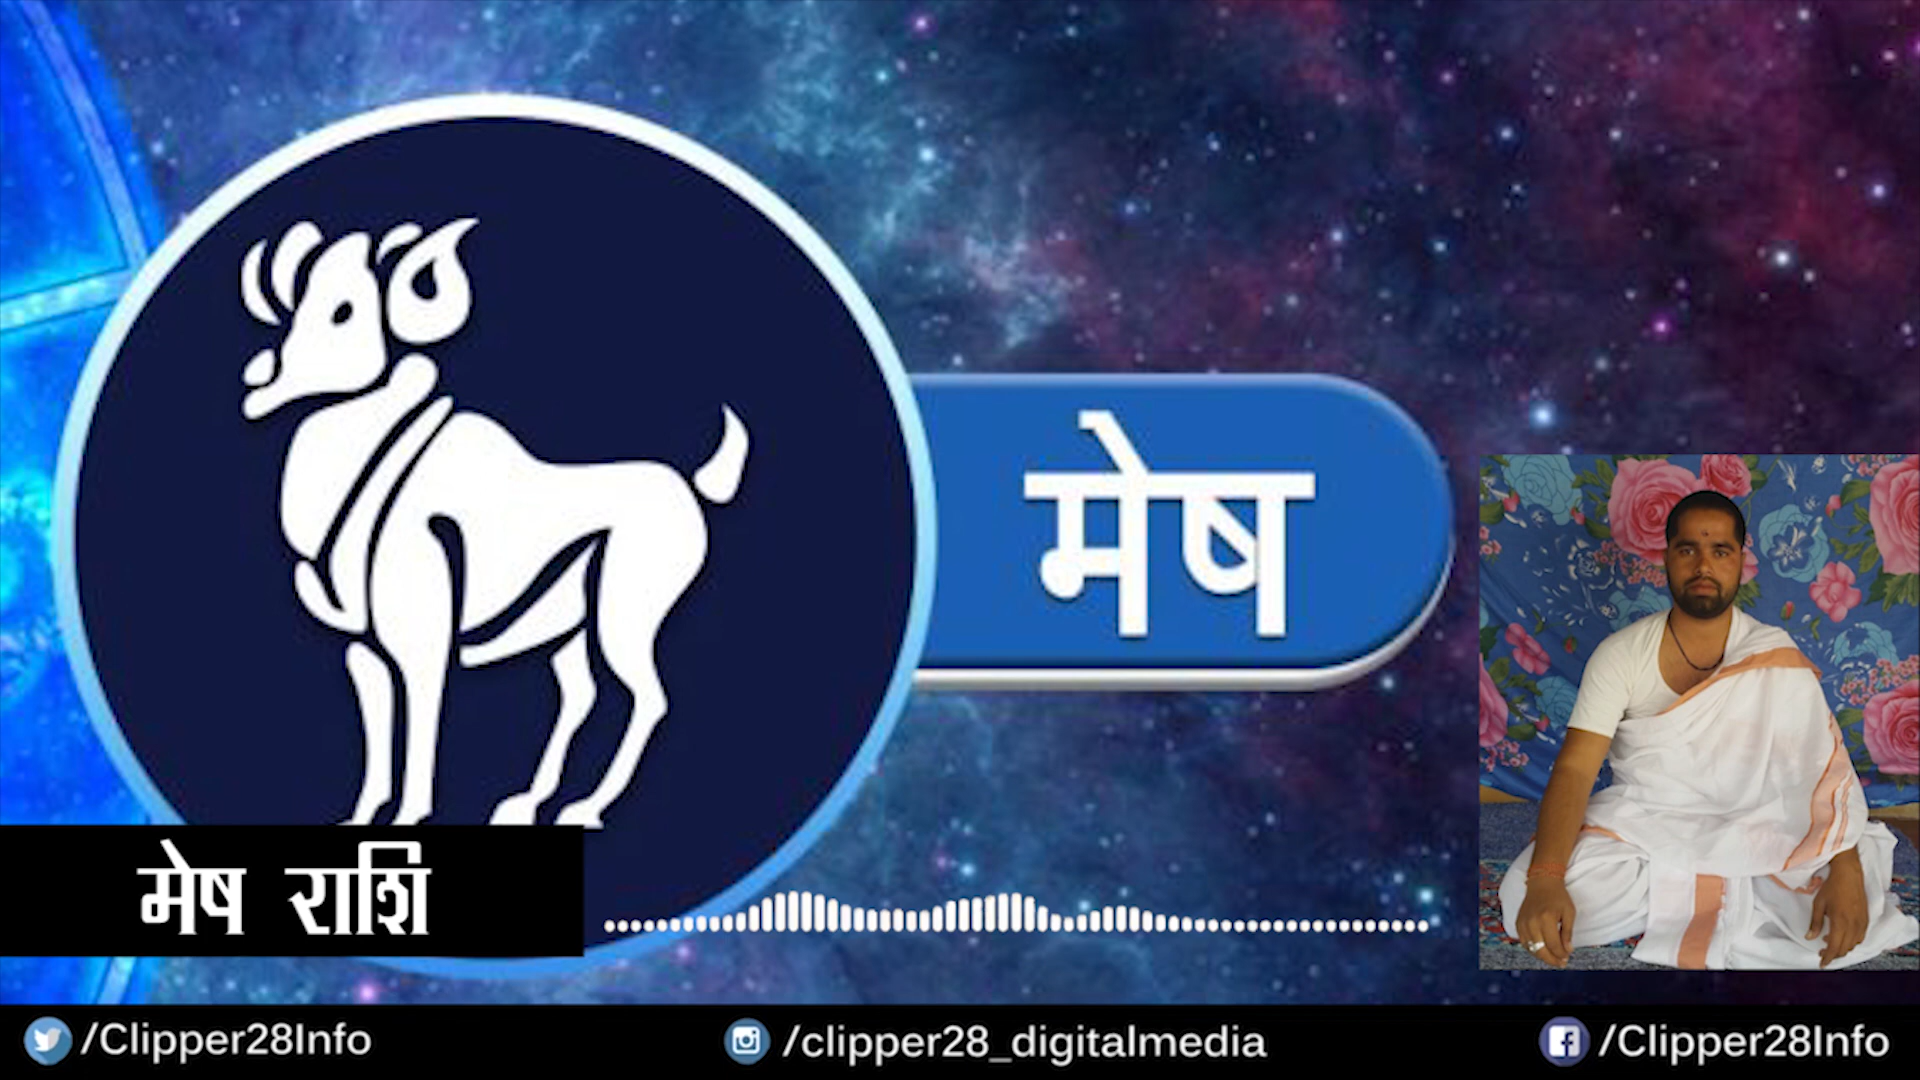 मेष
मेष राशि
/Clipper28Info
/clipper28_digitalmedia
/Clipper28Info